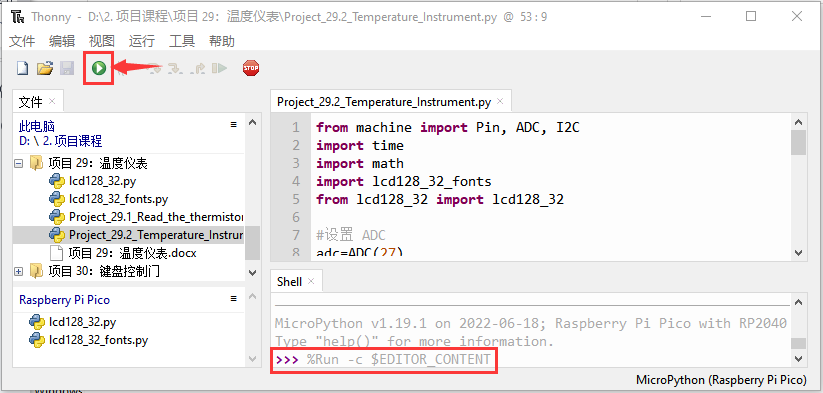 Thonny - D:\2. 项目课程\项目 29：温度仪表\Project_29.2_Temperature_Instrument.py @ 53 : 9
文件 编辑 视图 运行 工具 帮助
STOP
文件
此电脑
D: \ 2. 项目课程
项目 29：温度仪表
lcd128_32.py
lcd128_32_fonts.py
Project_29.1_Read_the_thermistor
Project_29.2_Temperature_Instrum
项目 29：温度仪表.docx
项目 30：键盘控制门
Raspberry Pi Pico
lcd128_32.py
lcd128_32_fonts.py
Project_29.2_Temperature_Instrument.py
1 from machine import Pin, ADC, I2C
2 import time
3 import math
4 import lcd128_32_fonts
5 from lcd128_32 import lcd128_32
6
7 #设置 ADC
8 adc=ADC(27)
Shell
MicroPython v1.19.1 on 2022-06-18; Raspberry Pi Pico with RP2040
Type "help()" for more information.
>>> %Run -c $EDITOR_CONTENT
MicroPython (Raspberry Pi Pico)